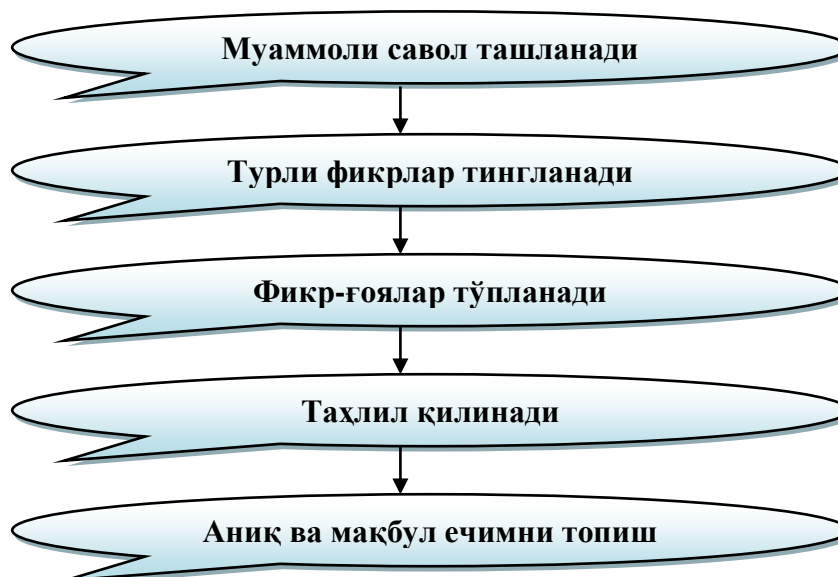 Муаммоли савол ташланади
Турли фикрлар тингланади
Фикр-ғоялар тўпланади
Таҳлил қилинади
Аниқ ва мақбул ечимни топиш